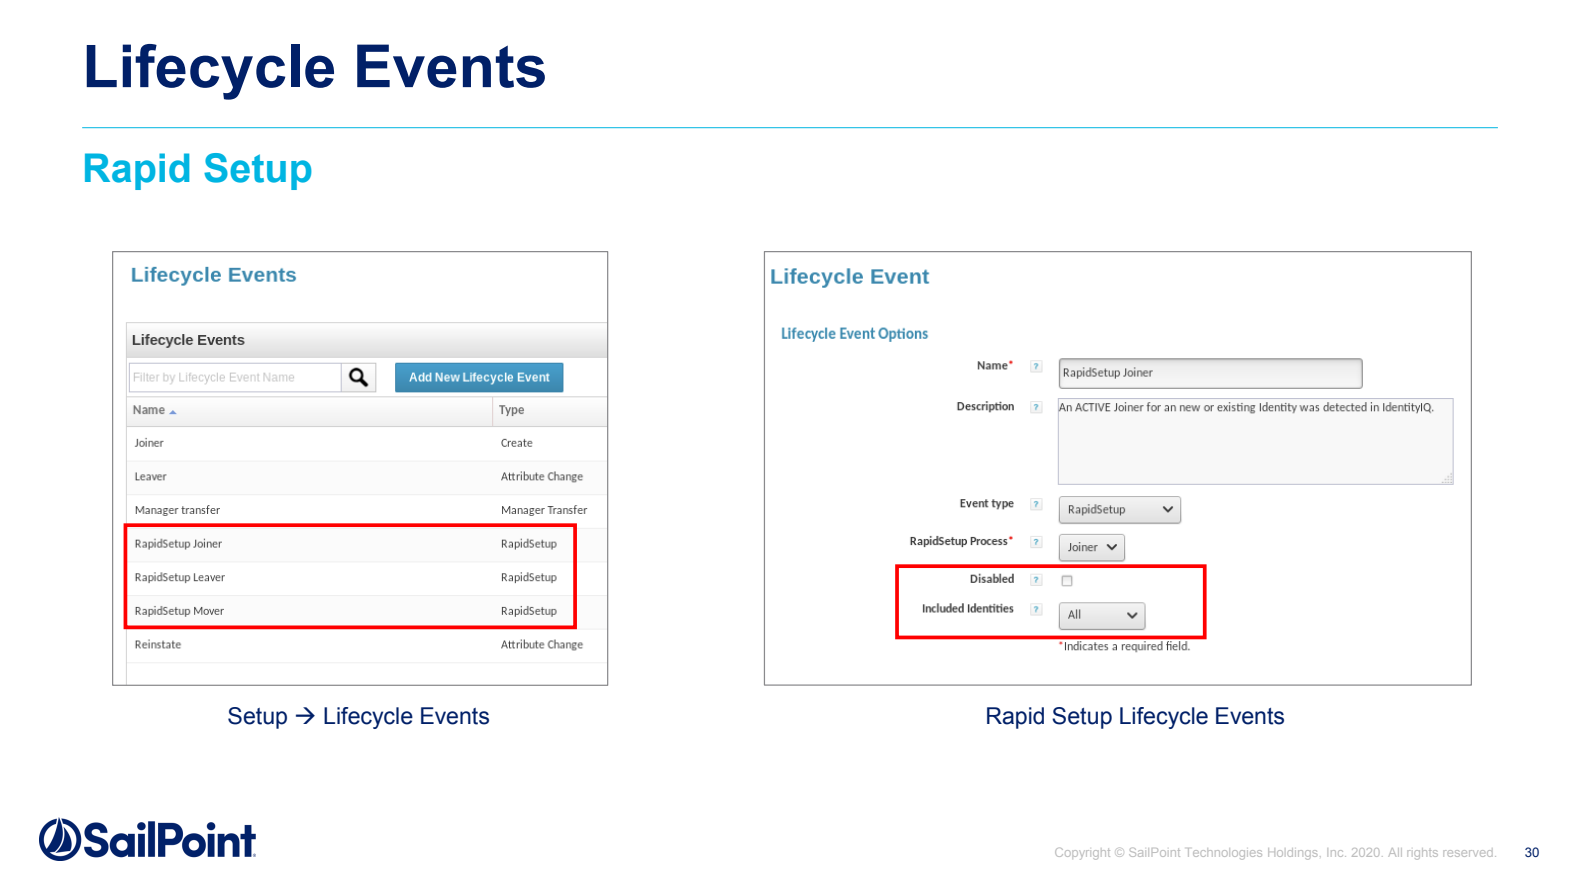 Lifecycle Events
Rapid Setup
Lifecycle Events
Lifecycle Events
Filter by Lifecycle Event Name
Add New Lifecycle Event
Name Type
Joiner Create
Leaver Attribute Change
Manager transfer Manager Transfer
RapidSetup Joiner RapidSetup
RapidSetup Leaver RapidSetup
RapidSetup Mover RapidSetup
Reinstate Attribute Change
Setup → Lifecycle Events
Lifecycle Event
Lifecycle Event Options
Name* ? RapidSetup Joiner
Description ? An ACTIVE Joiner for an new or existing Identity was detected in IdentityIQ.
Event type ? RapidSetup
RapidSetup Process* ? Joiner
Disabled ?
Included Identities ? All
*Indicates a required field.
Rapid Setup Lifecycle Events
SailPoint
Copyright © SailPoint Technologies Holdings, Inc. 2020. All rights reserved. 30